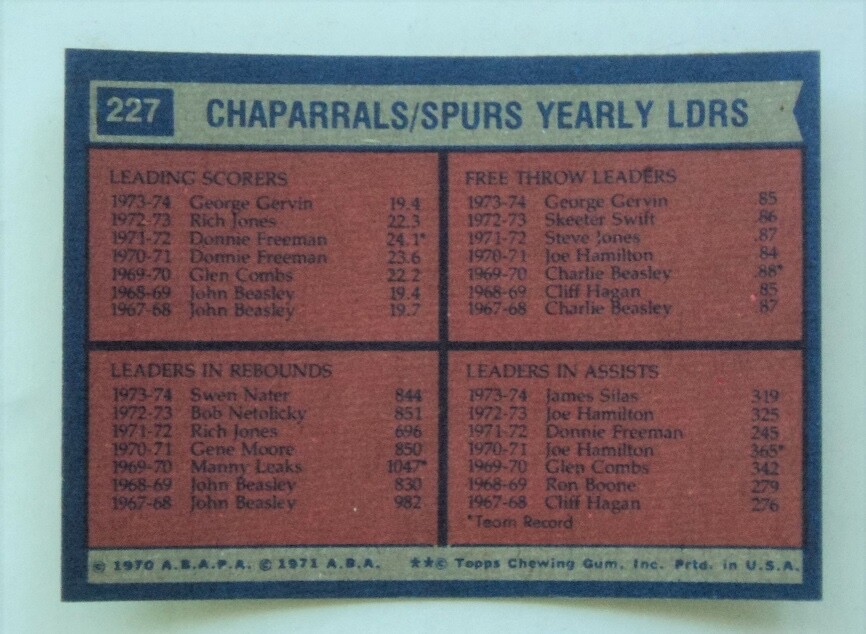 227 CHAPARRALS/SPURS YEARLY LDRS
LEADING SCORERS
1973-74 George Gervin 19.4
1972-73 Rich Jones 22.3
1971-72 Donnie Freeman 24.1*
1970-71 Donnie Freeman 23.6
1969-70 Glen Combs 22.2
1968-69 John Beasley 19.4
1967-68 John Beasley 19.7
FREE THROW LEADERS
1973-74 George Gervin 85
1972-73 Skeeter Swift .86
1971-72 Steve Jones .87
1970-71 Joe Hamilton 84
1969-70 Charlie Beasley .88*
1968-69 Cliff Hagan 85
1967-68 Charlie Beasley 87
LEADERS IN REBOUNDS
1973-74 Swen Nater 844
1972-73 Bob Netolicky 851
1971-72 Rich Jones 696
1970-71 Gene Moore 850
1969-70 Manny Leaks 1047*
1968-69 John Beasley 830
1967-68 John Beasley 982
LEADERS IN ASSISTS
1973-74 James Silas 319
1972-73 Joe Hamilton 325
1971-72 Donnie Freeman 245
1970-71 Joe Hamilton 365*
1969-70 Glen Combs 342
1968-69 Ron Boone 279
1967-68 Cliff Hagan 276
*Team Record
© 1970 A.B.A.P.A. © 1971 A.B.A. **© Topps Chewing Gum, Inc. Prtd. in U.S.A.